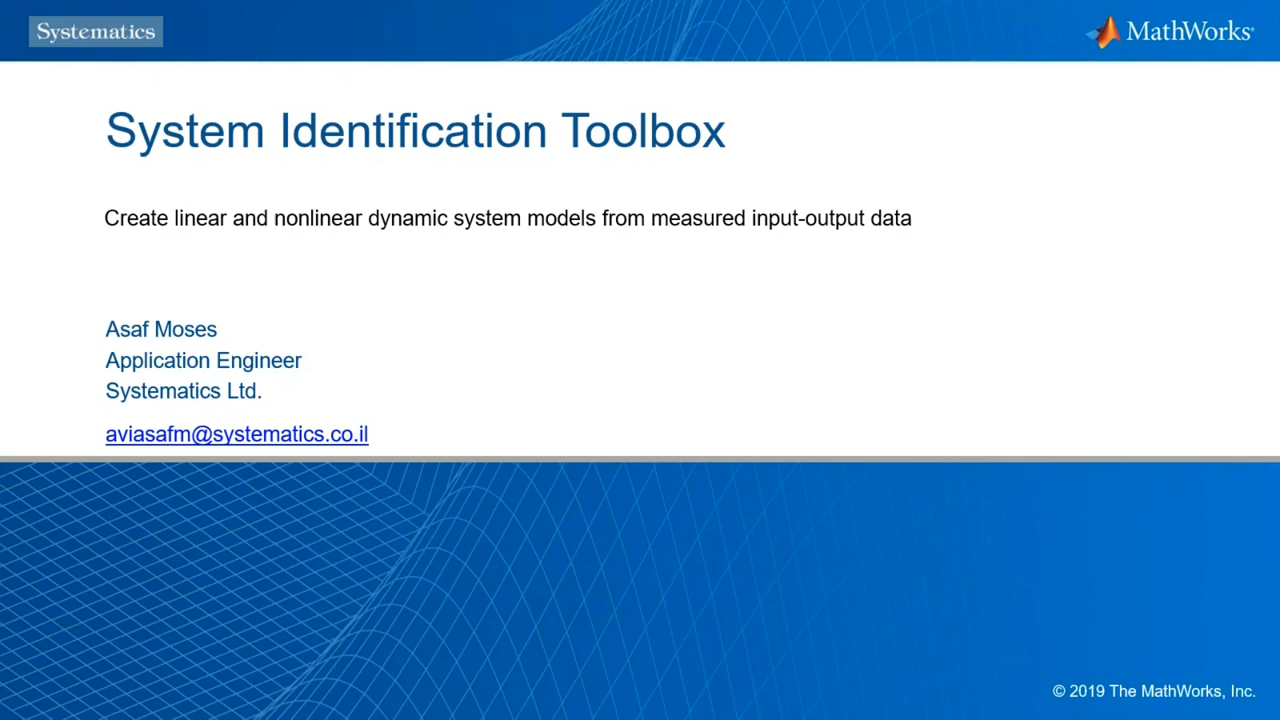 Systematics
MathWorks®
System Identification Toolbox
Create linear and nonlinear dynamic system models from measured input-output data
Asaf Moses
Application Engineer
Systematics Ltd.
aviasafm@systematics.co.il
© 2019 The MathWorks, Inc.